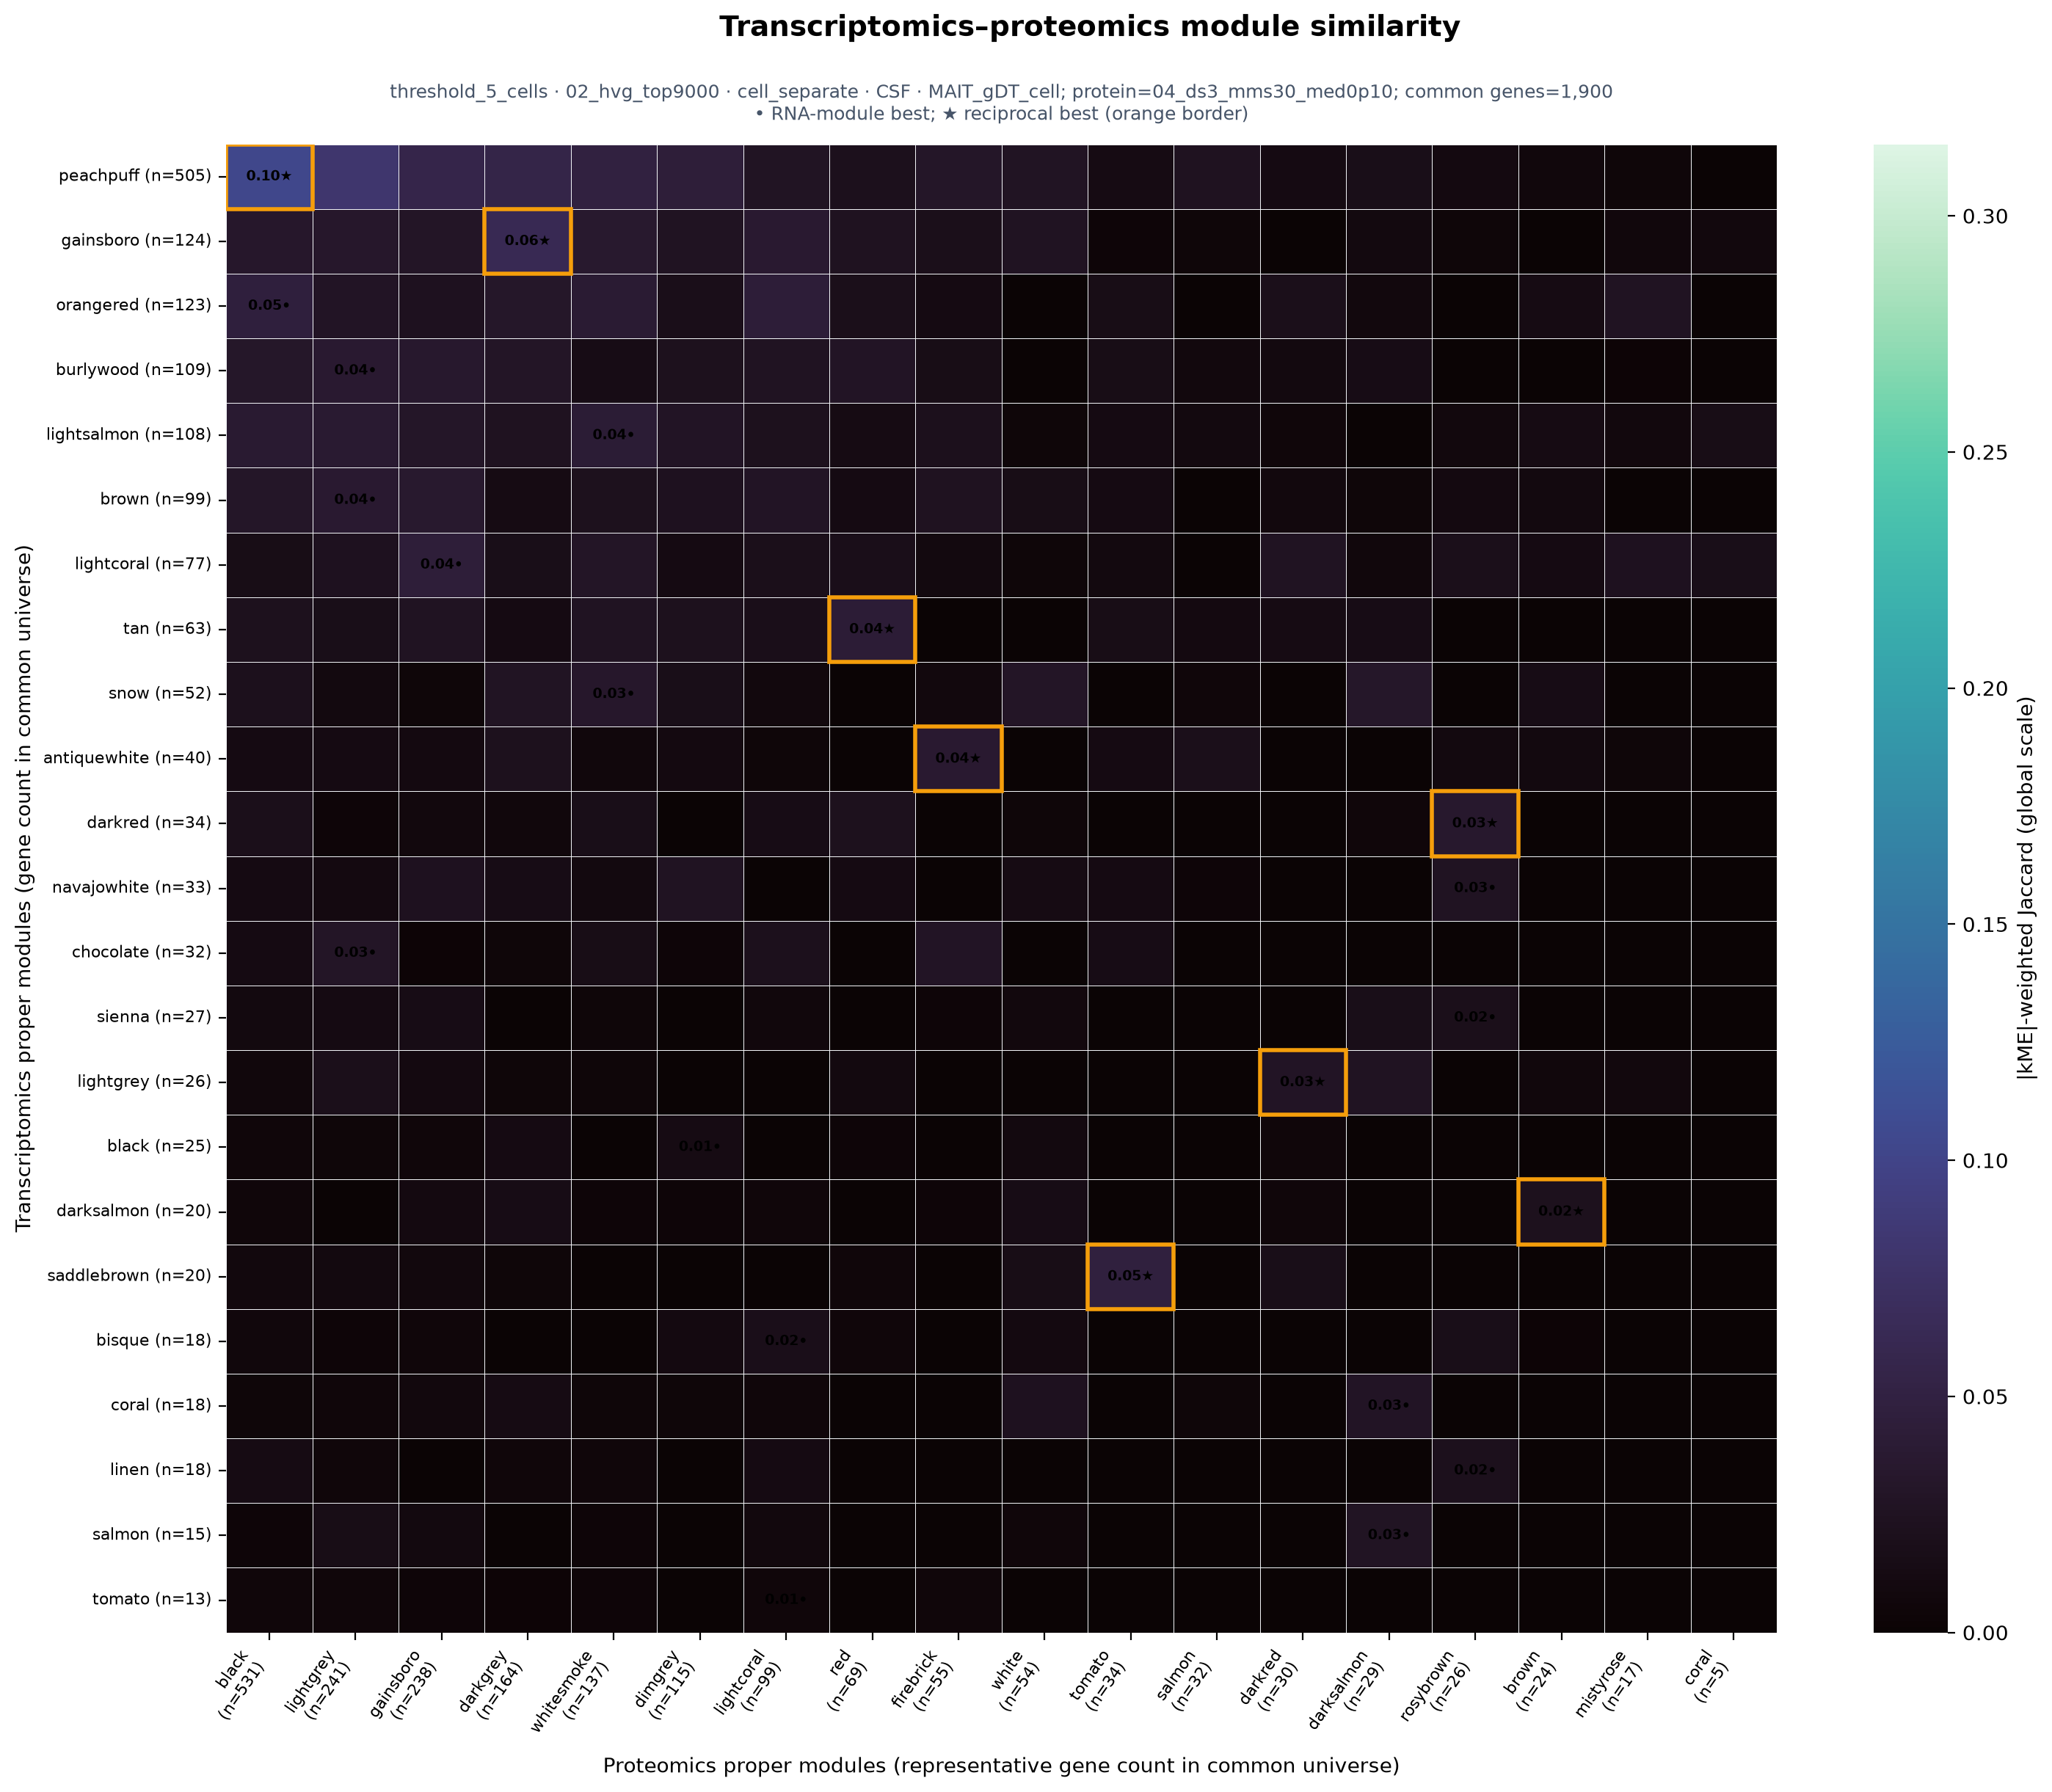 Transcriptomics–proteomics module similarity
threshold_5_cells · 02_hvg_top9000 · cell_separate · CSF · MAIT_gDT_cell; protein=04_ds3_mms30_med0p10; common genes=1,900
• RNA-module best; ★ reciprocal best (orange border)
Transcriptomics proper modules (gene count in common universe)
peachpuff (n=505)
0.10★
gainsboro (n=124)
0.06★
orangered (n=123)
0.05•
burlywood (n=109)
0.04•
lightsalmon (n=108)
0.04•
brown (n=99)
0.04•
lightcoral (n=77)
0.04•
tan (n=63)
0.04★
snow (n=52)
0.03•
antiquewhite (n=40)
0.04★
darkred (n=34)
0.03★
navajowhite (n=33)
0.03•
chocolate (n=32)
0.03•
sienna (n=27)
0.02•
lightgrey (n=26)
0.03★
black (n=25)
0.01•
darksalmon (n=20)
0.02★
saddlebrown (n=20)
0.05★
bisque (n=18)
0.02•
coral (n=18)
0.03•
linen (n=18)
0.02•
salmon (n=15)
0.03•
tomato (n=13)
0.01•
black
(n=531)
lightgrey
(n=241)
gainsboro
(n=238)
darkgrey
(n=164)
whitesmoke
(n=137)
dimgrey
(n=115)
lightcoral
(n=99)
red
(n=69)
firebrick
(n=55)
white
(n=54)
tomato
(n=34)
salmon
(n=32)
darkred
(n=30)
darksalmon
(n=29)
rosybrown
(n=26)
brown
(n=24)
mistyrose
(n=17)
coral
(n=5)
Proteomics proper modules (representative gene count in common universe)
0.30
0.25
0.20
0.15
0.10
0.05
0.00
|kME|-weighted Jaccard (global scale)